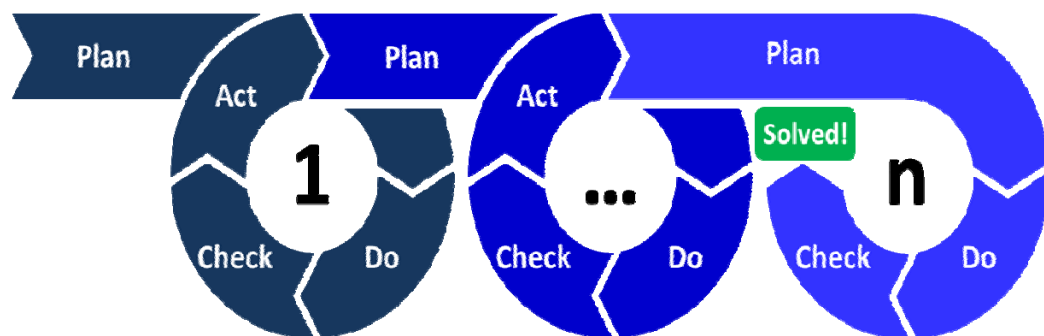 Plan
Plan
Plan
Act
Act
Solved!
1
...
n
Check
Do
Check
Do
Check
Do